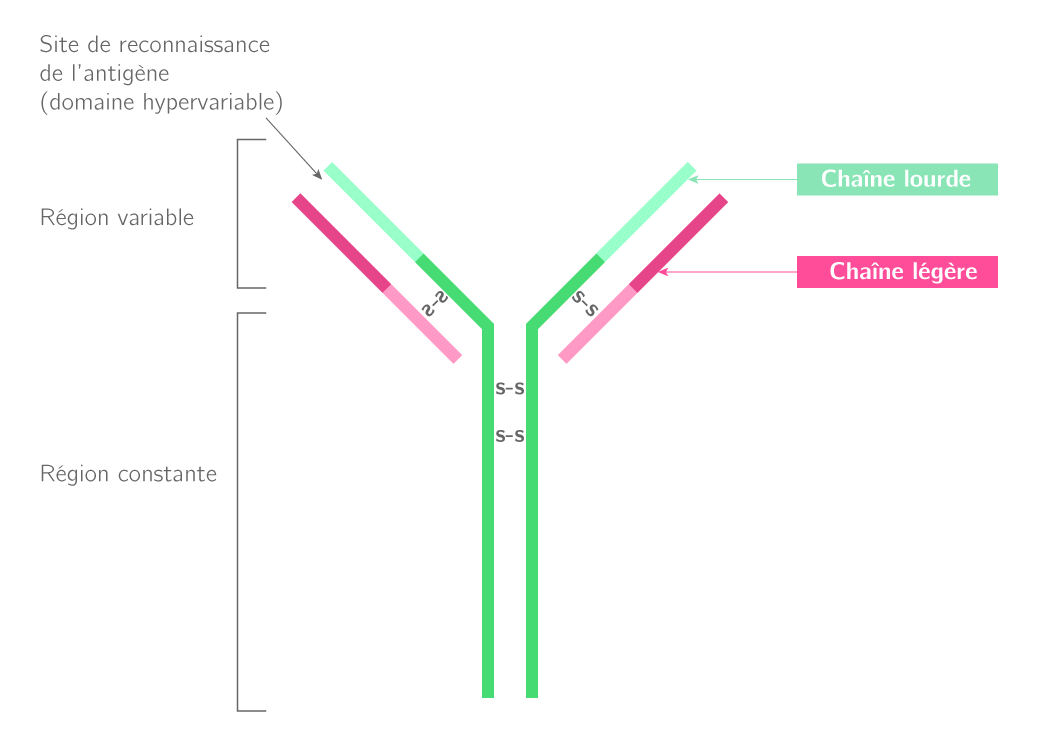 Site de reconnaissance
de l'antigène
(domaine hypervariable)
Chaîne lourde
Région variable
Chaîne légère
S-S
S-S
S-S
S-S
Région constante